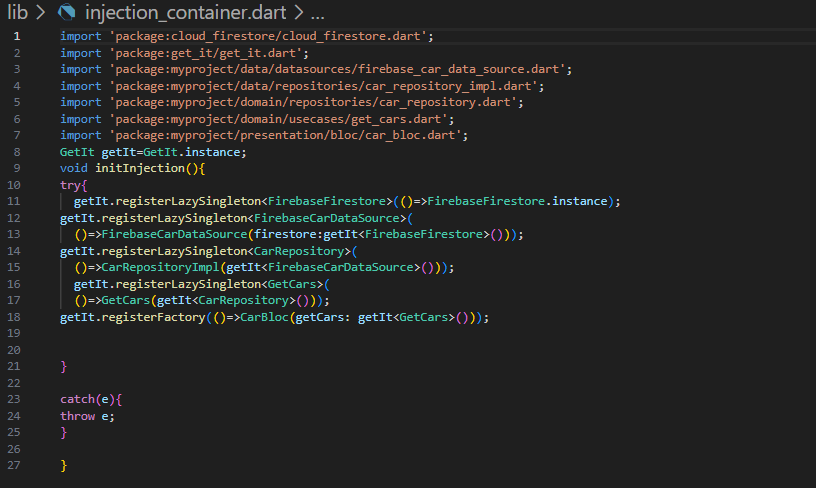 lib > injection_container.dart > ...
1 import 'package:cloud_firestore/cloud_firestore.dart';
2 import 'package:get_it/get_it.dart';
3 import 'package:myproject/data/datasources/firebase_car_data_source.dart';
4 import 'package:myproject/data/repositories/car_repository_impl.dart';
5 import 'package:myproject/domain/repositories/car_repository.dart';
6 import 'package:myproject/domain/usecases/get_cars.dart';
7 import 'package:myproject/presentation/bloc/car_bloc.dart';
8 GetIt getIt=GetIt.instance;
9 void initInjection(){
10 try{
11   getIt.registerLazySingleton<FirebaseFirestore>(()=>FirebaseFirestore.instance);
12 getIt.registerLazySingleton<FirebaseCarDataSource>(
13   ()=>FirebaseCarDataSource(firestore:getIt<FirebaseFirestore>()));
14 getIt.registerLazySingleton<CarRepository>(
15   ()=>CarRepositoryImpl(getIt<FirebaseCarDataSource>()));
16   getIt.registerLazySingleton<GetCars>(
17   ()=>GetCars(getIt<CarRepository>()));
18 getIt.registerFactory(()=>CarBloc(getCars: getIt<GetCars>()));
19
20
21 }
22
23 catch(e){
24 throw e;
25 }
26
27 }